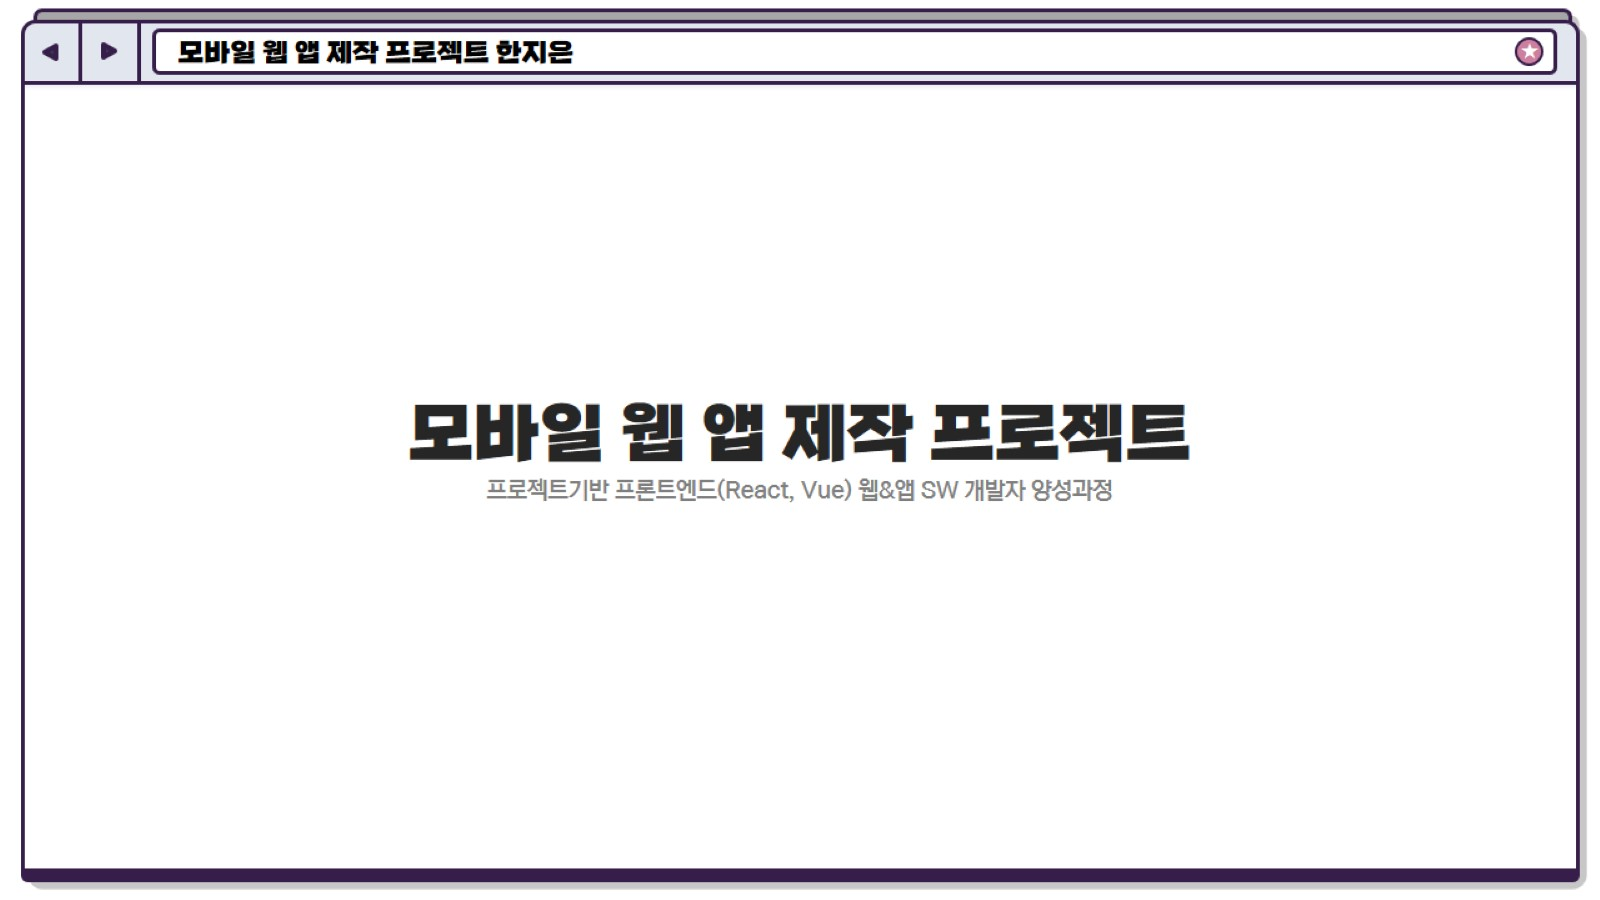 모바일 웹 앱 제작 프로젝트 한지은
모바일 웹 앱 제작 프로젝트
프로젝트기반 프론트엔드(React, Vue) 웹&앱 SW 개발자 양성과정